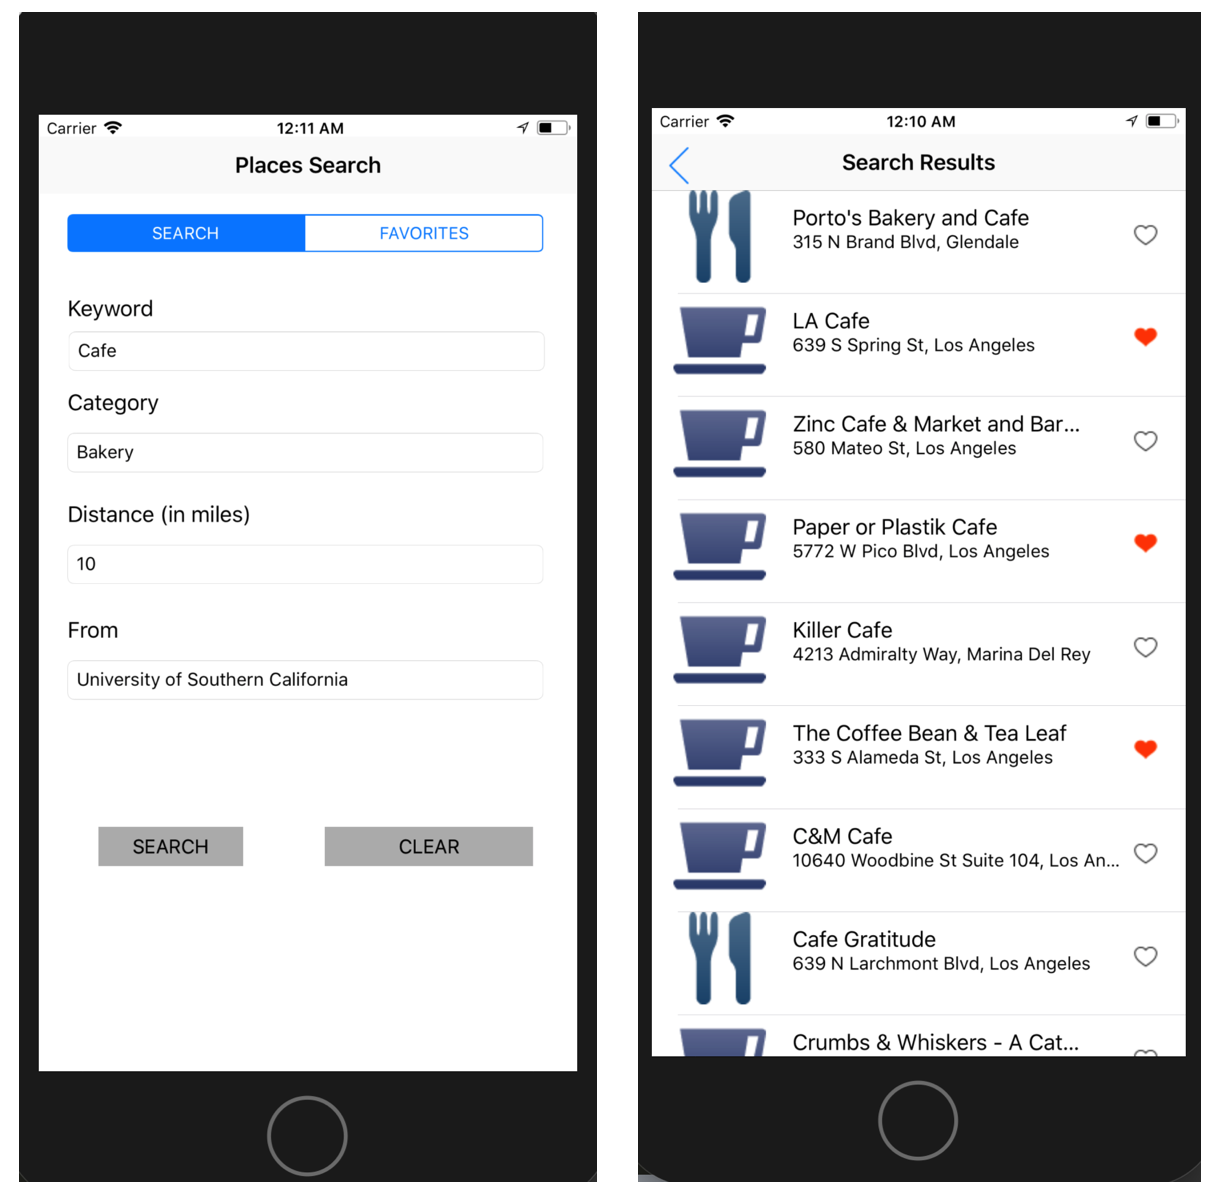 Carrier
12:11 AM
Places Search
SEARCH
FAVORITES
Keyword
Cafe
Category
Bakery
Distance (in miles)
10
From
University of Southern California
SEARCH
CLEAR
Carrier
12:10 AM
Search Results
Porto's Bakery and Cafe
315 N Brand Blvd, Glendale
LA Cafe
639 S Spring St, Los Angeles
Zinc Cafe & Market and Bar...
580 Mateo St, Los Angeles
Paper or Plastik Cafe
5772 W Pico Blvd, Los Angeles
Killer Cafe
4213 Admiralty Way, Marina Del Rey
The Coffee Bean & Tea Leaf
333 S Alameda St, Los Angeles
C&M Cafe
10640 Woodbine St Suite 104, Los An...
Cafe Gratitude
639 N Larchmont Blvd, Los Angeles
Crumbs & Whiskers - A Cat...